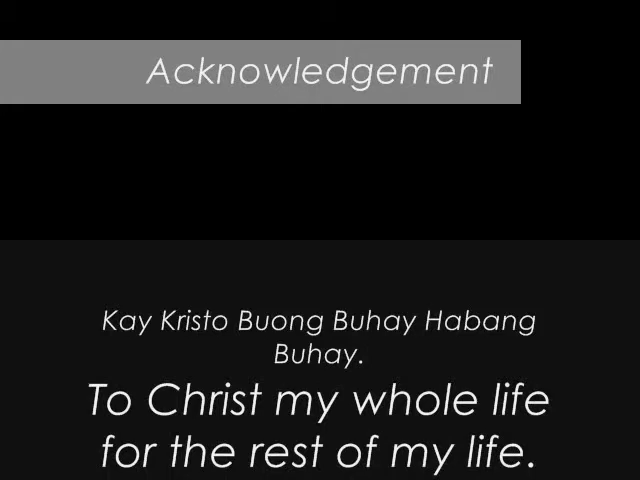 Acknowledgement
Kay Kristo Buong Buhay Habang
Buhay.
To Christ my whole life
for the rest of my life.